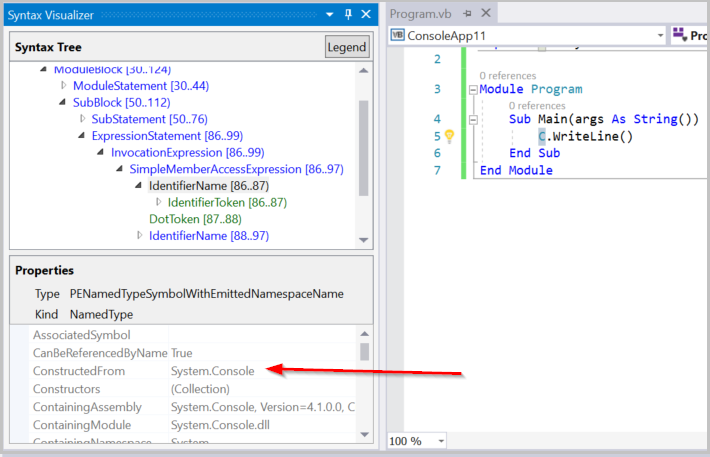 Syntax Visualizer
Syntax Tree
Legend
ModuleBlock [30..124)
ModuleStatement [30..44)
SubBlock [50..112)
SubStatement [50..76)
ExpressionStatement [86..99)
InvocationExpression [86..99)
SimpleMemberAccessExpression [86..97)
IdentifierName [86..87)
IdentifierToken [86..87)
DotToken [87..88)
IdentifierName [88..97)
Properties
Type PENamedTypeSymbolWithEmittedNamespaceName
Kind NamedType
AssociatedSymbol
CanBeReferencedByName True
ConstructedFrom System.Console
Constructors (Collection)
ContainingAssembly System.Console, Version=4.1.0.0, C
ContainingModule System.Console.dll
ContainingNamespace System
Program.vb
VB ConsoleApp11
Pro
2
0 references
3 Module Program
0 references
4 Sub Main(args As String())
5 C.WriteLine()
6 End Sub
7 End Module
100 %